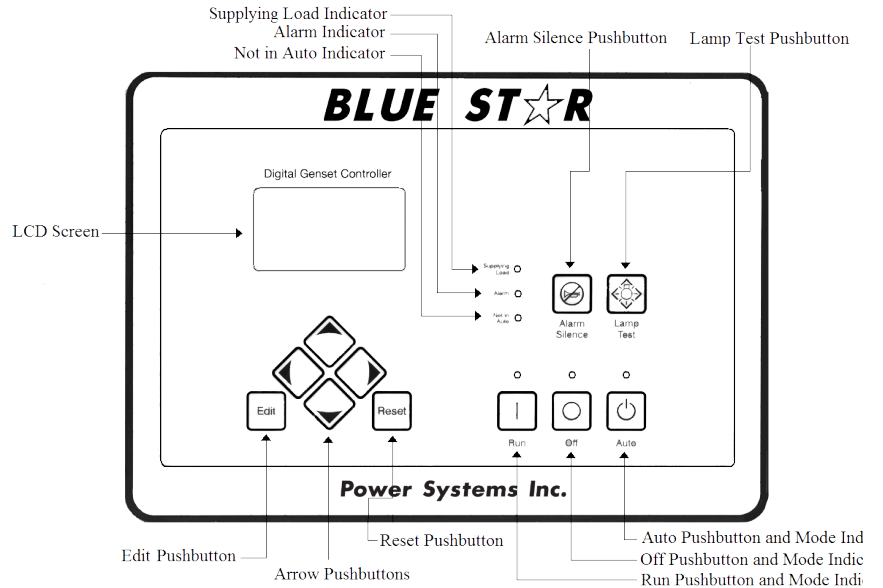 Supplying Load Indicator
Alarm Indicator
Not in Auto Indicator
Alarm Silence Pushbutton
Lamp Test Pushbutton
BLUE ST☆R
Digital Genset Controller
LCD Screen
Supplying
Load
Alarm
Not in
Auto
Alarm
Silence
Lamp
Test
Edit
Reset
Run
Off
Auto
Power Systems Inc.
Edit Pushbutton
Arrow Pushbuttons
Reset Pushbutton
Auto Pushbutton and Mode Ind
Off Pushbutton and Mode Indic
Run Pushbutton and Mode Indi